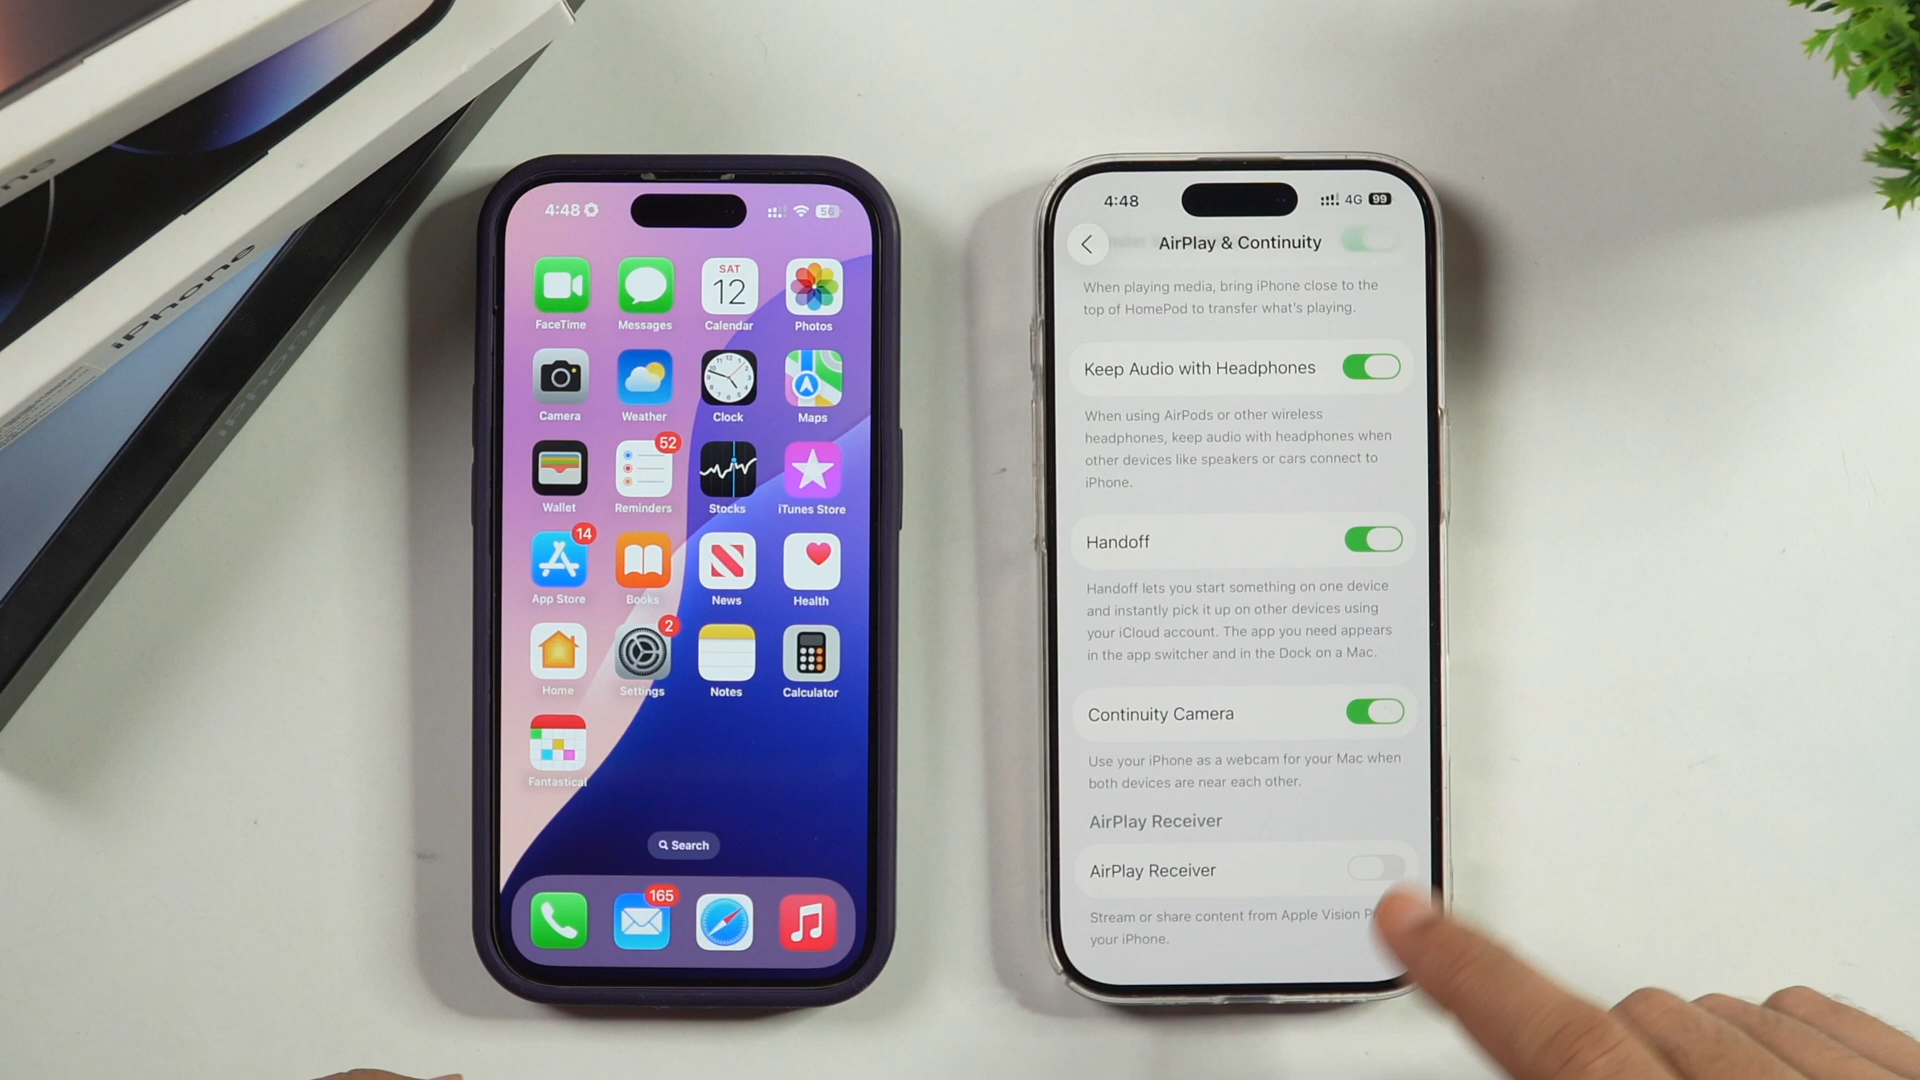 iPhone
iPhone
4:48
56
FaceTime
Messages
SAT
12
Calendar
Photos
Camera
Weather
Clock
Maps
Wallet
52
Reminders
Stocks
iTunes Store
14
App Store
Books
News
Health
Home
2
Settings
Notes
Calculator
Fantastical
Search
165
4:48
4G
99
AirPlay & Continuity
When playing media, bring iPhone close to the
top of HomePod to transfer what's playing.
Keep Audio with Headphones
When using AirPods or other wireless
headphones, keep audio with headphones when
other devices like speakers or cars connect to
iPhone.
Handoff
Handoff lets you start something on one device
and instantly pick it up on other devices using
your iCloud account. The app you need appears
in the app switcher and in the Dock on a Mac.
Continuity Camera
Use your iPhone as a webcam for your Mac when
both devices are near each other.
AirPlay Receiver
AirPlay Receiver
Stream or share content from Apple Vision
your iPhone.